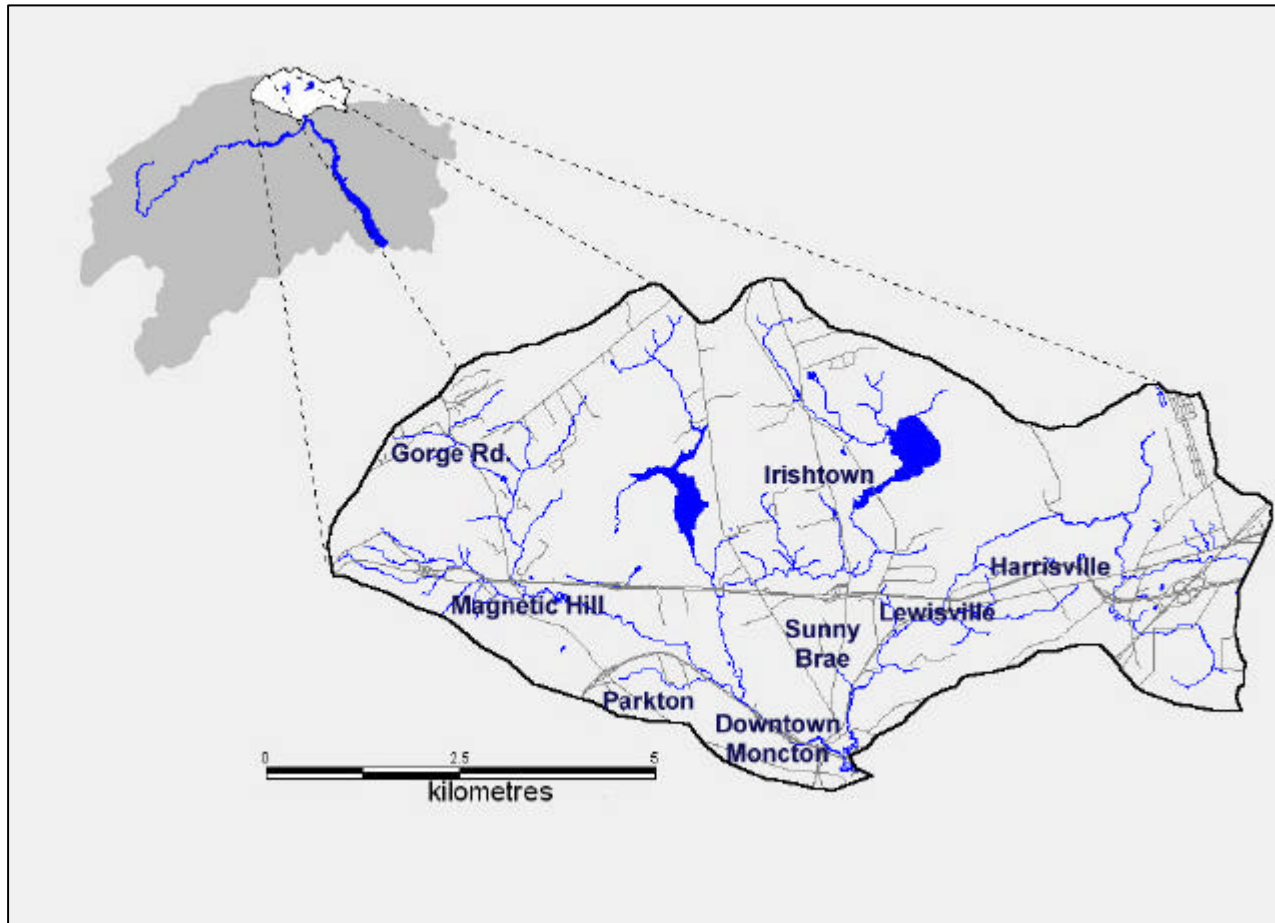 Gorge Rd.
Irishtown
Harrisville
Magnetic Hill
Lewisville
Sunny
Brae
Parkton
Downtown
Moncton
0 2.5 5
kilometres